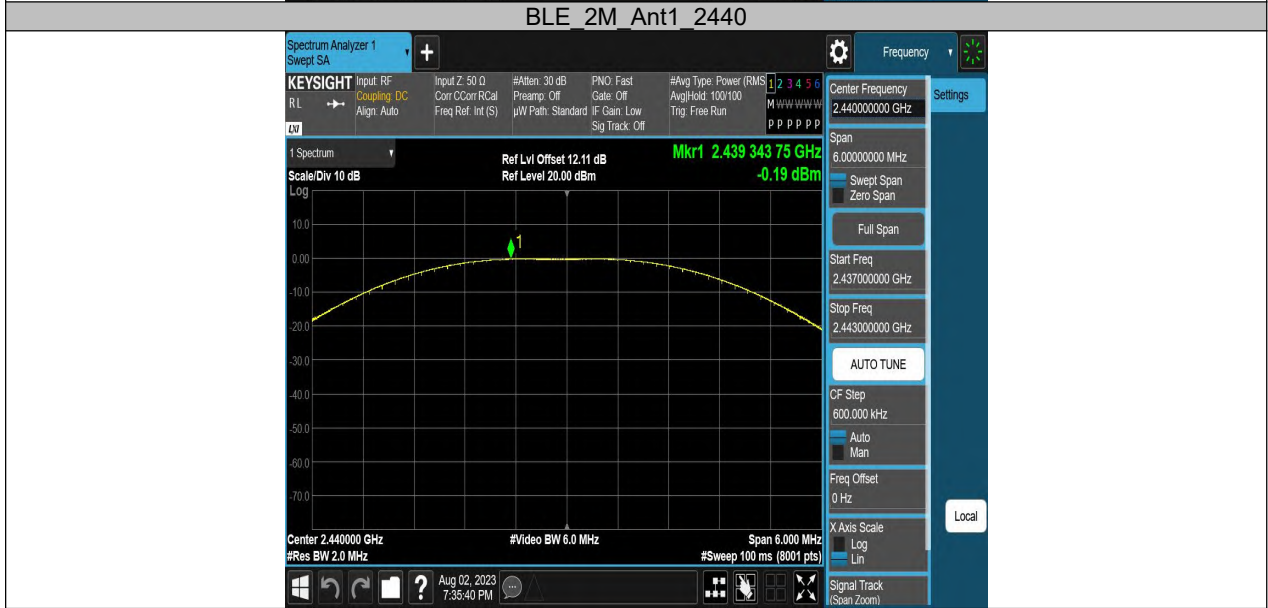 BLE_2M_Ant1_2440
Spectrum Analyzer 1
Swept SA
+
Frequency
KEYSIGHT
RL
LXI
Input: RF
Coupling: DC
Align: Auto
Input Z: 50 Ω
Corr CCorr RCal
Freq Ref: Int (S)
#Atten: 30 dB
Preamp: Off
µW Path: Standard
PNO: Fast
Gate: Off
IF Gain: Low
Sig Track: Off
#Avg Type: Power (RMS
Avg|Hold: 100/100
Trig: Free Run
1 2 3 4 5 6
M W W W W W
P P P P P P
1 Spectrum
Scale/Div 10 dB
Log
Ref Lvl Offset 12.11 dB
Ref Level 20.00 dBm
Mkr1 2.439 343 75 GHz
-0.19 dBm
1
10.0
0.00
-10.0
-20.0
-30.0
-40.0
-50.0
-60.0
-70.0
Center 2.440000 GHz
#Res BW 2.0 MHz
#Video BW 6.0 MHz
Span 6.000 MHz
#Sweep 100 ms (8001 pts)
Center Frequency
2.440000000 GHz
Settings
Span
6.00000000 MHz
Swept Span
Zero Span
Full Span
Start Freq
2.437000000 GHz
Stop Freq
2.443000000 GHz
AUTO TUNE
CF Step
600.000 kHz
Auto
Man
Freq Offset
0 Hz
X Axis Scale
Log
Lin
Local
Signal Track
(Span Zoom)
?
Aug 02, 2023
7:35:40 PM